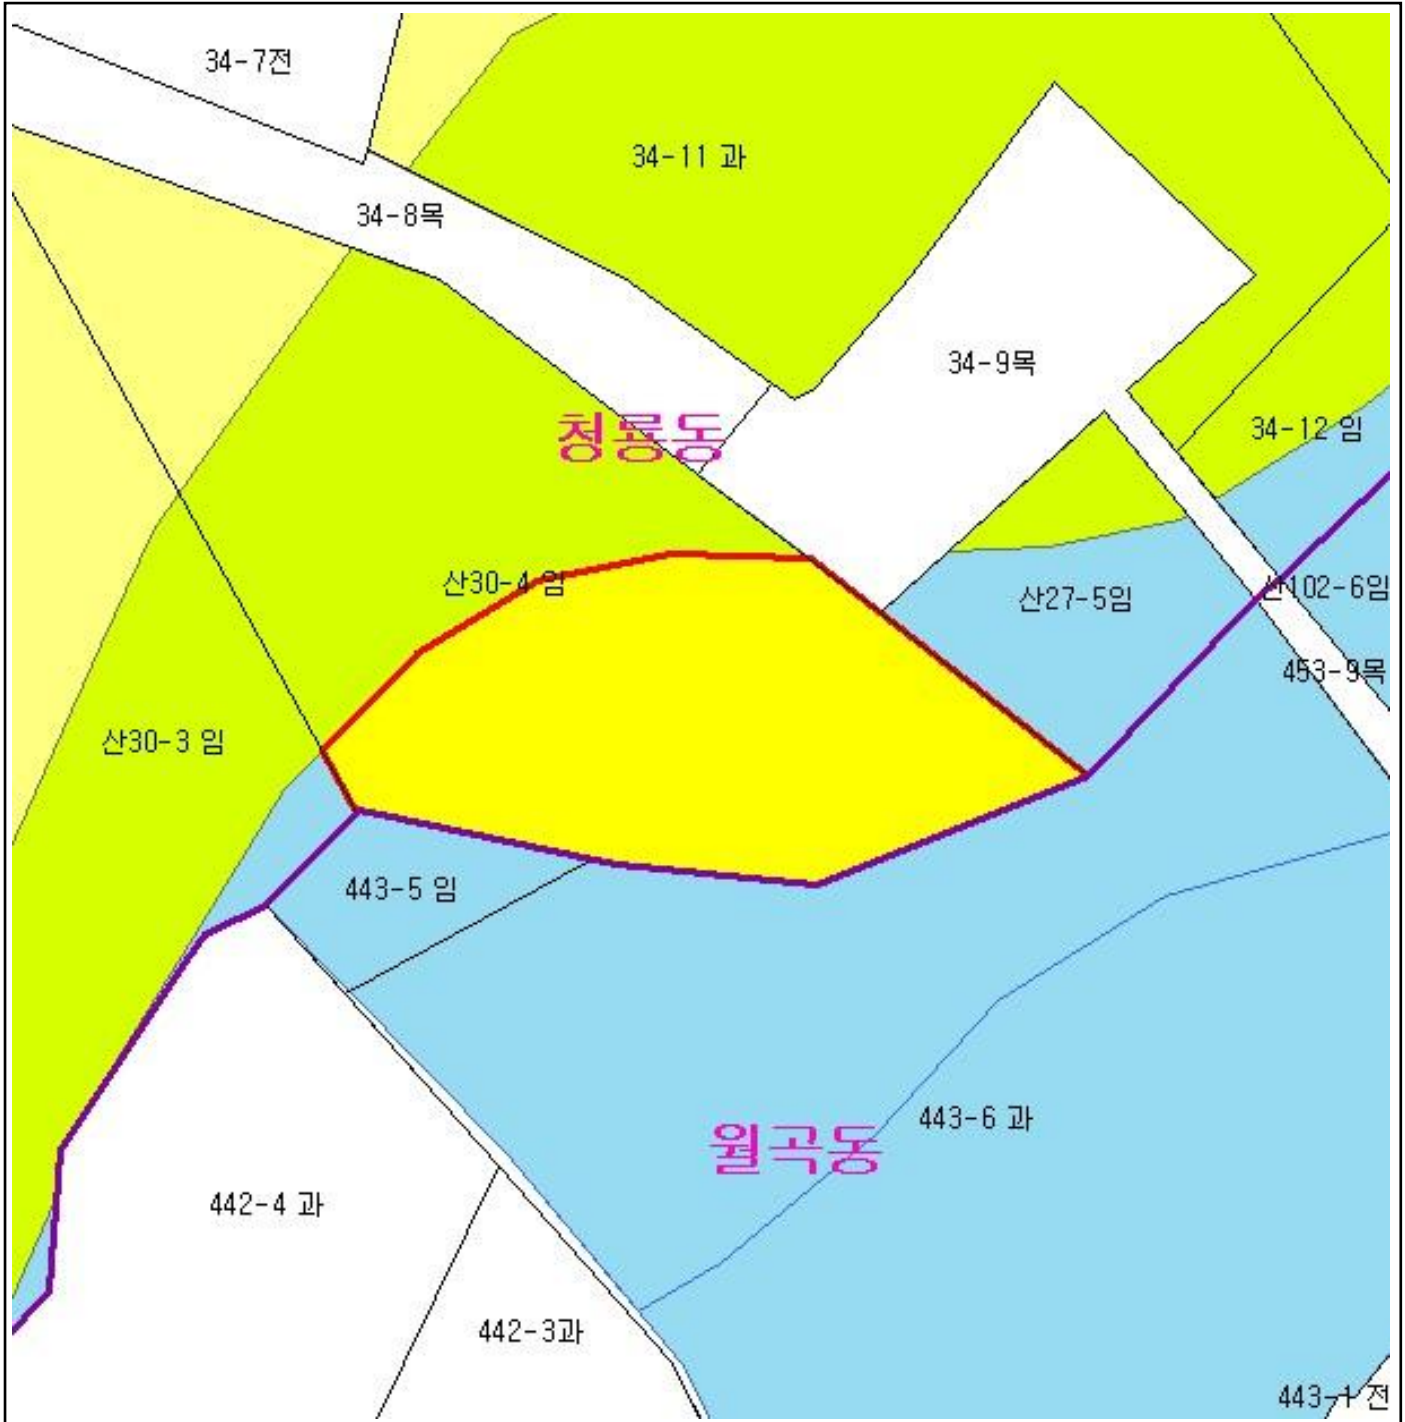 34-7전
34-11 과
34-8목
34-9목
청룡동
34-12 임
산30-4 임
산27-5임
산102-6임
453-9목
산30-3 임
443-5 임
443-6 과
월곡동
442-4 과
442-3과
443-1 전